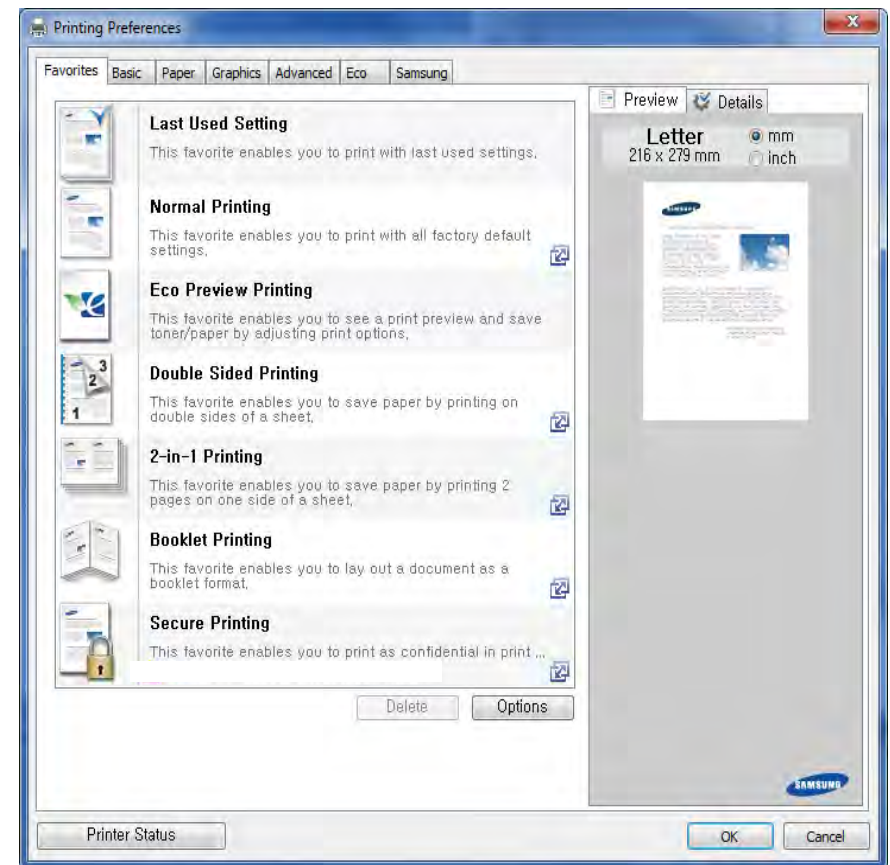 Printing Preferences
Favorites Basic Paper Graphics Advanced Eco Samsung
Last Used Setting
This favorite enables you to print with last used settings.
Normal Printing
This favorite enables you to print with all factory default
settings.
Eco Preview Printing
This favorite enables you to see a print preview and save
toner/paper by adjusting print options.
Double Sided Printing
This favorite enables you to save paper by printing on
double sides of a sheet.
2-in-1 Printing
This favorite enables you to save paper by printing 2
pages on one side of a sheet.
Booklet Printing
This favorite enables you to lay out a document as a
booklet format.
Secure Printing
This favorite enables you to print as confidential in print ...
Delete Options
Preview Details
Letter mm
216 x 279 mm inch
SAMSUNG
SAMSUNG
Printer Status OK Cancel
1 2 3